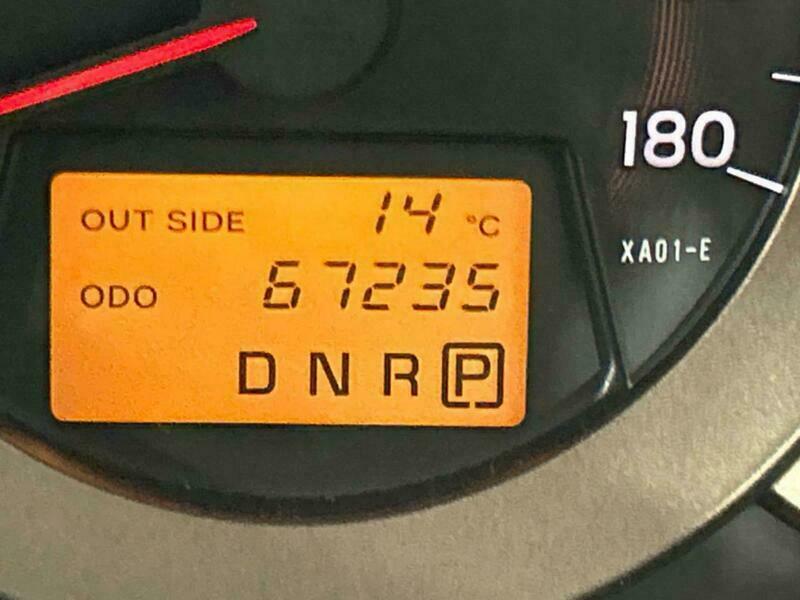 180
OUT SIDE 14 °C
XA01-E
ODO 67235
D N R P